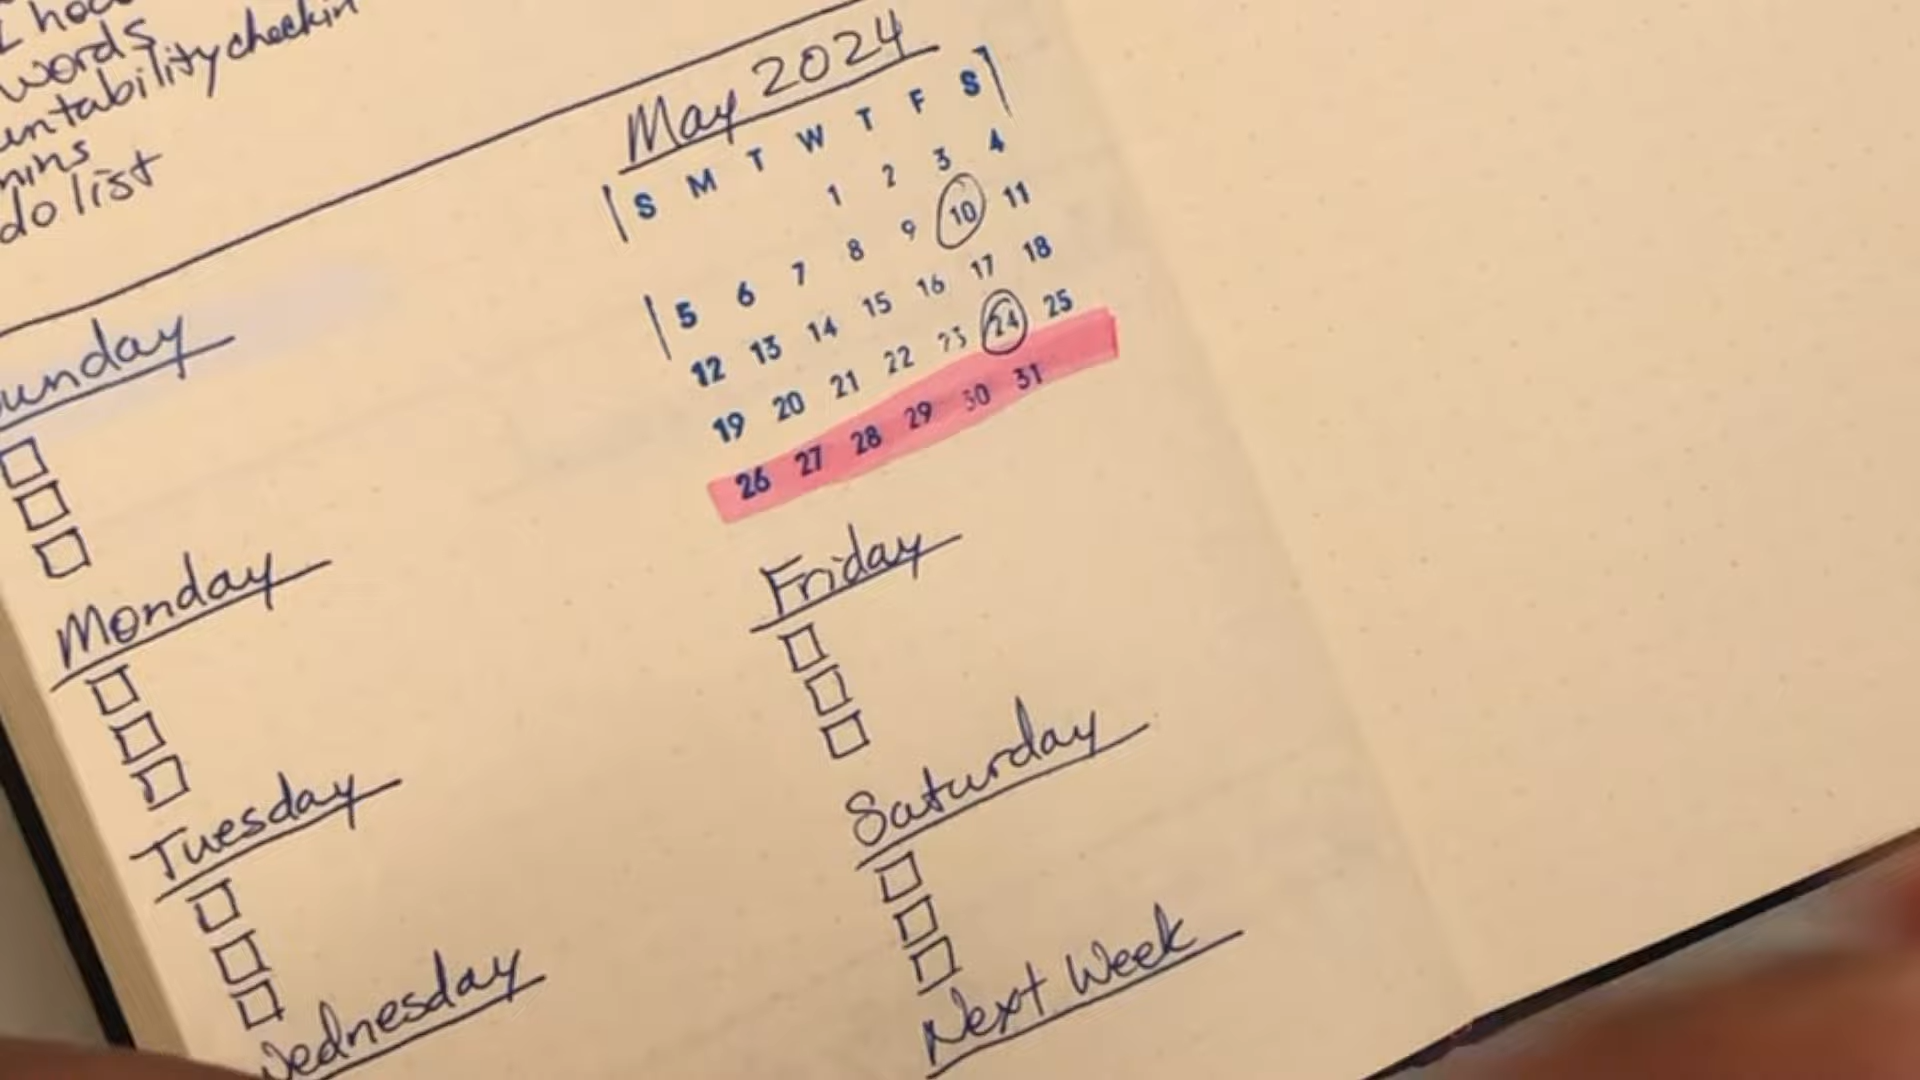 words
checkin
mins
do list
May 2024
S M T W T F S
1 2 3 4
5 6 7 8 9 10 11
12 13 14 15 16 17 18
19 20 21 22 23 24 25
26 27 28 29 30 31
Monday
Tuesday
Friday
Saturday
Next Week